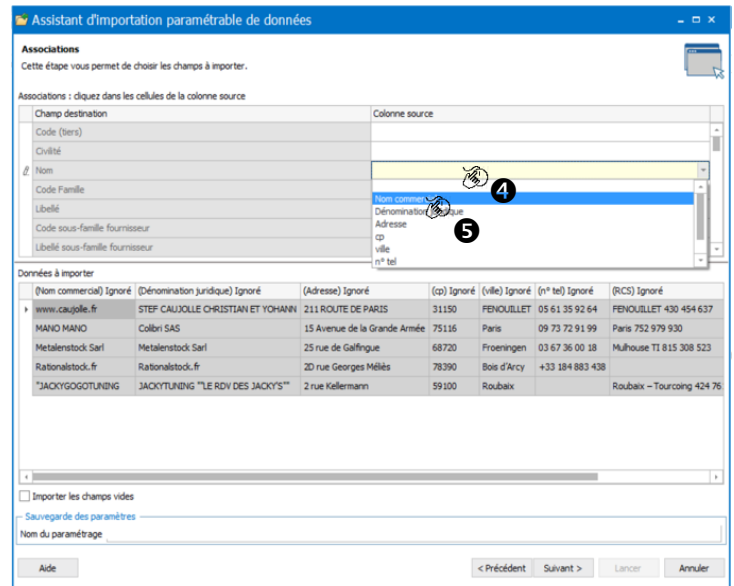 Assistant d'importation paramétrable de données
Associations
Cette étape vous permet de choisir les champs à importer.
Associations : cliquez dans les cellules de la colonne source
Champ destination Colonne source
Code (tiers)
Civilité
Nom
4
Code Famille
Nom commer
Libellé
Dénomination que
Adresse
5
Code sous-famille fournisseur
cp
Libellé sous-famille fournisseur
ville
n° tel
Données à importer
(Nom commercial) Ignoré (Dénomination juridique) Ignoré (Adresse) Ignoré (cp) Ignoré (ville) Ignoré (n° tel) Ignoré (RCS) Ignoré
www.caujolle.fr STEF CAUJOLLE CHRISTIAN ET YOHANN 211 ROUTE DE PARIS 31150 FENOUILLET 05 61 35 92 64 FENOUILLET 430 454 637
MANO MANO Colibri SAS 15 Avenue de la Grande Armée 75116 Paris 09 73 72 91 99 Paris 752 979 930
Metalenstock Sarl Metalenstock Sarl 25 rue de Galfingue 68720 Froeningen 03 67 36 00 18 Mulhouse TI 815 308 523
Rationalstock.fr Rationalstock.fr 2D rue Georges Méliès 78390 Bois d'Arcy +33 184 883 438
"JACKYGOGOTUNING JACKYTUNING ""LE RDV DES JACKY'S"" 2 rue Kellermann 59100 Roubaix Roubaix – Tourcoing 424 76
Importer les champs vides
Sauvegarde des paramètres
Nom du paramétrage
Aide < Précédent Suivant > Lancer Annuler